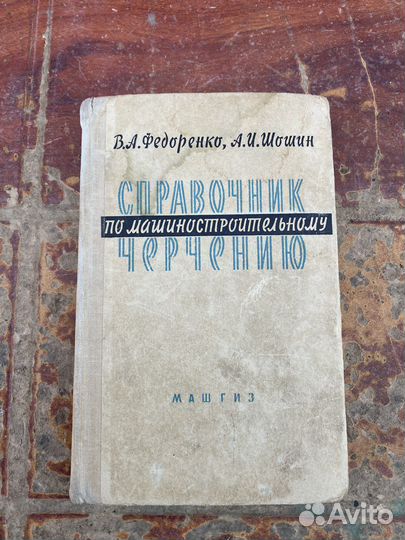 В.А.Федоренко, А.И.Шошин
СПРАВОЧНИК
по машиностроительному
ЧЕРЧЕНИЮ
МАШГИЗ
Avito